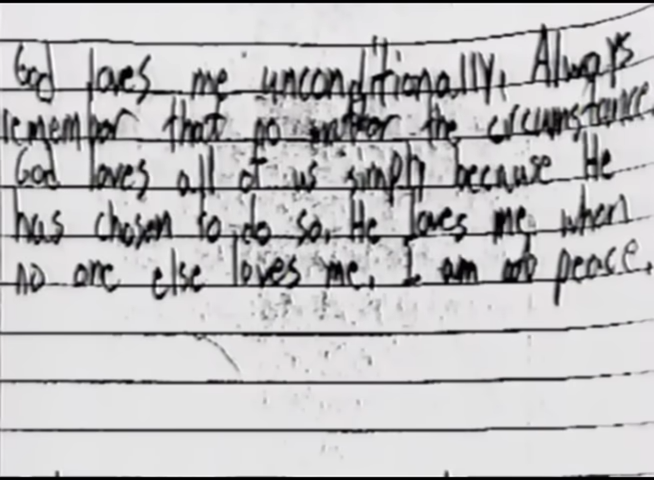 God loves me unconditionally. Always
remember that no matter the circumstance
God loves all of us simply because He
has chosen to do so. He loves me when
no one else loves me. I am at peace.